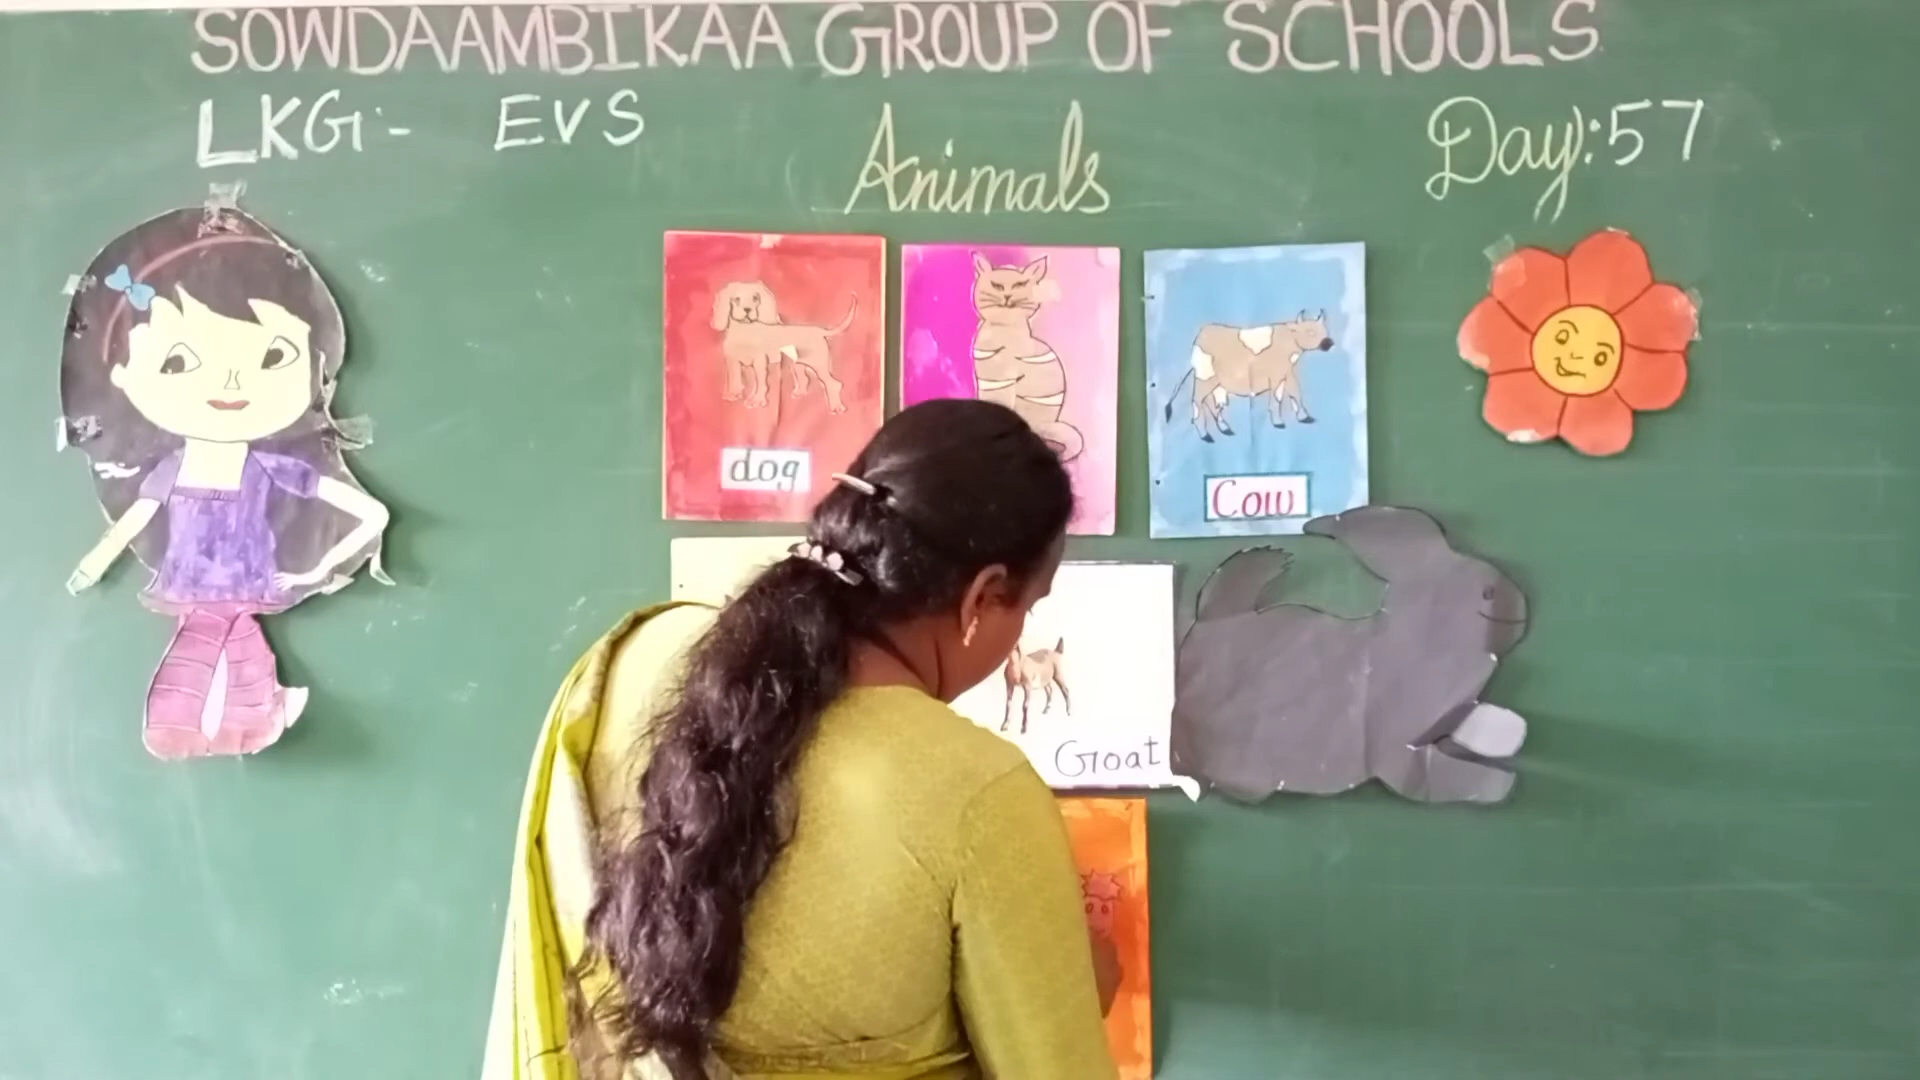 SOWDAAMBIKAA GROUP OF SCHOOLS
LKG:- EVS
Animals
Day:57
dog
Cow
Goat